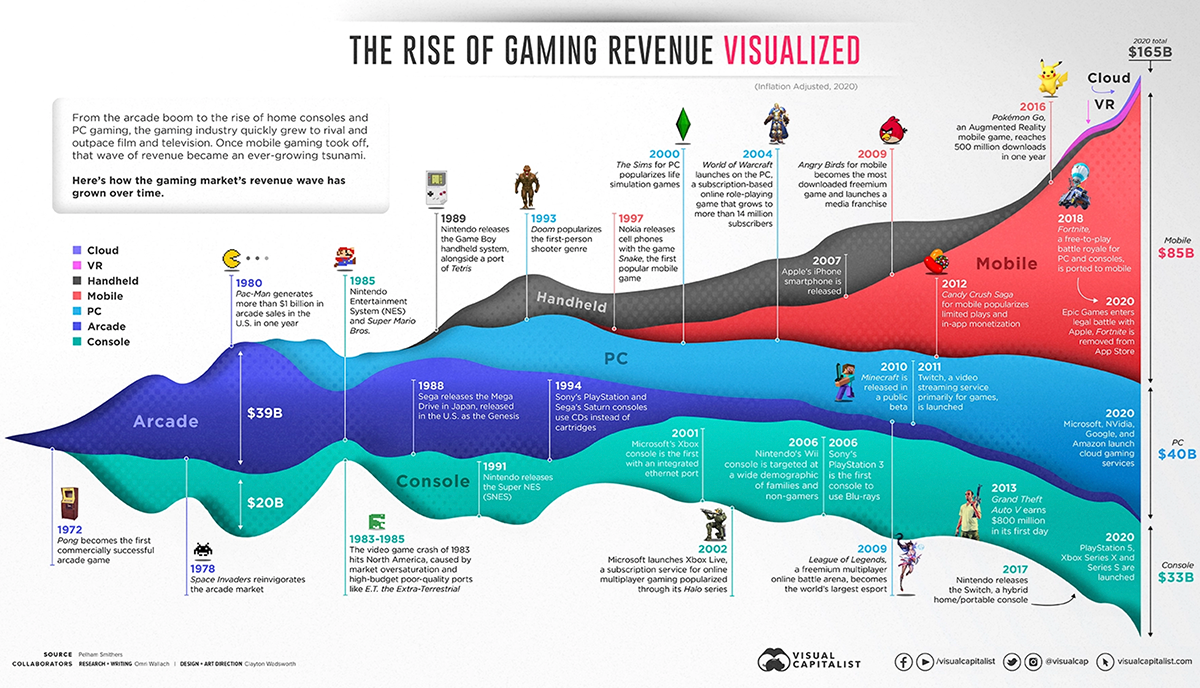 THE RISE OF GAMING REVENUE VISUALIZED
(Inflation Adjusted, 2020)
From the arcade boom to the rise of home consoles and
PC gaming, the gaming industry quickly grew to rival and
outpace film and television. Once mobile gaming took off,
that wave of revenue became an ever-growing tsunami.
Here's how the gaming market's revenue wave has
grown over time.
Cloud
VR
Handheld
Mobile
PC
Arcade
Console
1972
Pong becomes the first
commercially successful
arcade game
1978
Space Invaders reinvigorates
the arcade market
1980
Pac-Man generates
more than $1 billion in
arcade sales in the
U.S. in one year
1983-1985
The video game crash of 1983
hits North America, caused by
market oversaturation and
high-budget poor-quality ports
like E.T. the Extra-Terrestrial
1985
Nintendo
Entertainment
System (NES)
and Super Mario
Bros.
1988
Sega releases the Mega
Drive in Japan, released
in the U.S. as the Genesis
1989
Nintendo releases
the Game Boy
handheld system,
alongside a port
of Tetris
1991
Nintendo releases
the Super NES
(SNES)
1993
Doom popularizes
the first-person
shooter genre
1994
Sony's PlayStation and
Sega's Saturn consoles
use CDs instead of
cartridges
1997
Nokia releases
cell phones
with the game
Snake, the first
popular mobile
game
2000
The Sims for PC
popularizes life
simulation games
2001
Microsoft's Xbox
console is the first
with an integrated
ethernet port
2002
Microsoft launches Xbox Live,
a subscription service for online
multiplayer gaming popularized
through its Halo series
2004
World of Warcraft
launches on the PC,
a subscription-based
online role-playing
game that grows to
more than 14 million
subscribers
2006
Nintendo's Wii
console is targeted at
a wide demographic
of families and
non-gamers
2006
Sony's
PlayStation 3
is the first
console to
use Blu-rays
2007
Apple's iPhone
smartphone is
released
2009
Angry Birds for mobile
becomes the most
downloaded freemium
game and launches a
media franchise
2009
League of Legends,
a freemium multiplayer
online battle arena, becomes
the world's largest esport
2010
Minecraft is
released in
a public
beta
2011
Twitch, a video
streaming service
primarily for games,
is launched
2012
Candy Crush Saga
for mobile popularizes
limited plays and
in-app monetization
2013
Grand Theft
Auto V earns
$800 million
in its first day
2016
Pokémon Go,
an Augmented Reality
mobile game, reaches
500 million downloads
in one year
2017
Nintendo releases
the Switch, a hybrid
home/portable console
2018
Fortnite,
a free-to-play
battle royale for
PC and consoles,
is ported to mobile
2020
Epic Games enters
legal battle with
Apple, Fortnite is
removed from
App Store
2020
Microsoft, NVidia,
Google, and
Amazon launch
cloud gaming
services
2020
PlayStation 5,
Xbox Series X and
Series S are
launched
Arcade
$39B
$20B
Console
Handheld
PC
Mobile
Cloud
VR
2020 total
$165B
Mobile
$85B
PC
$40B
Console
$33B
SOURCE Pelham Smithers
COLLABORATORS RESEARCH + WRITING Omri Wallach | DESIGN + ART DIRECTION Clayton Wadsworth
VISUAL
CAPITALIST
/visualcapitalist
@visualcap
visualcapitalist.com